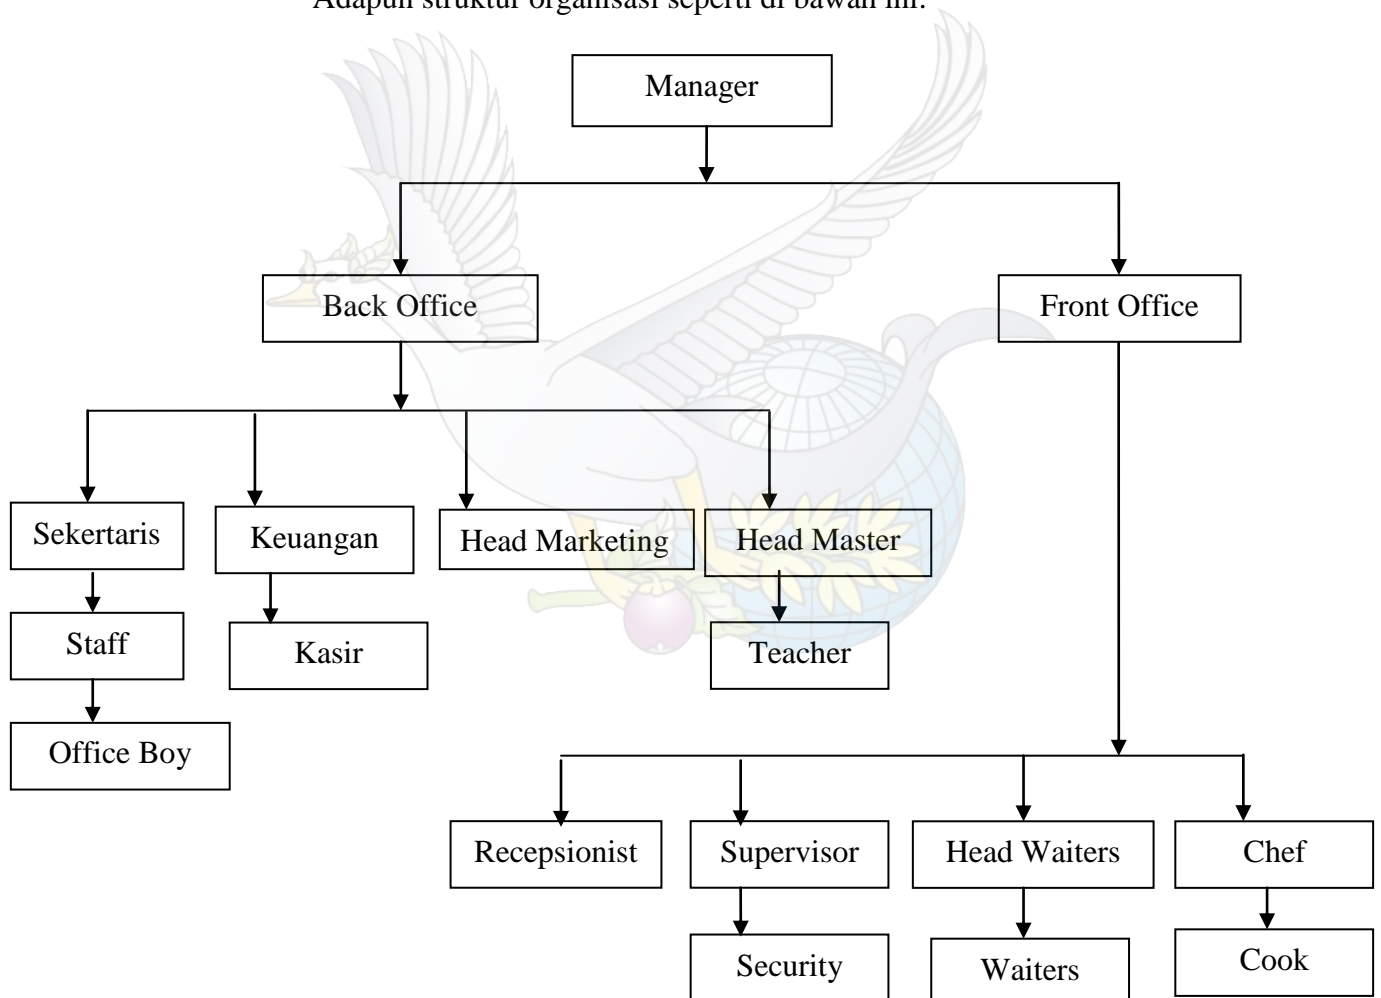 Adapun struktur organisasi seperti di bawah ini:
Manager
Back Office
Front Office
Sekertaris
Keuangan
Head Marketing
Head Master
Staff
Kasir
Teacher
Office Boy
Recepsionist
Supervisor
Head Waiters
Chef
Security
Waiters
Cook